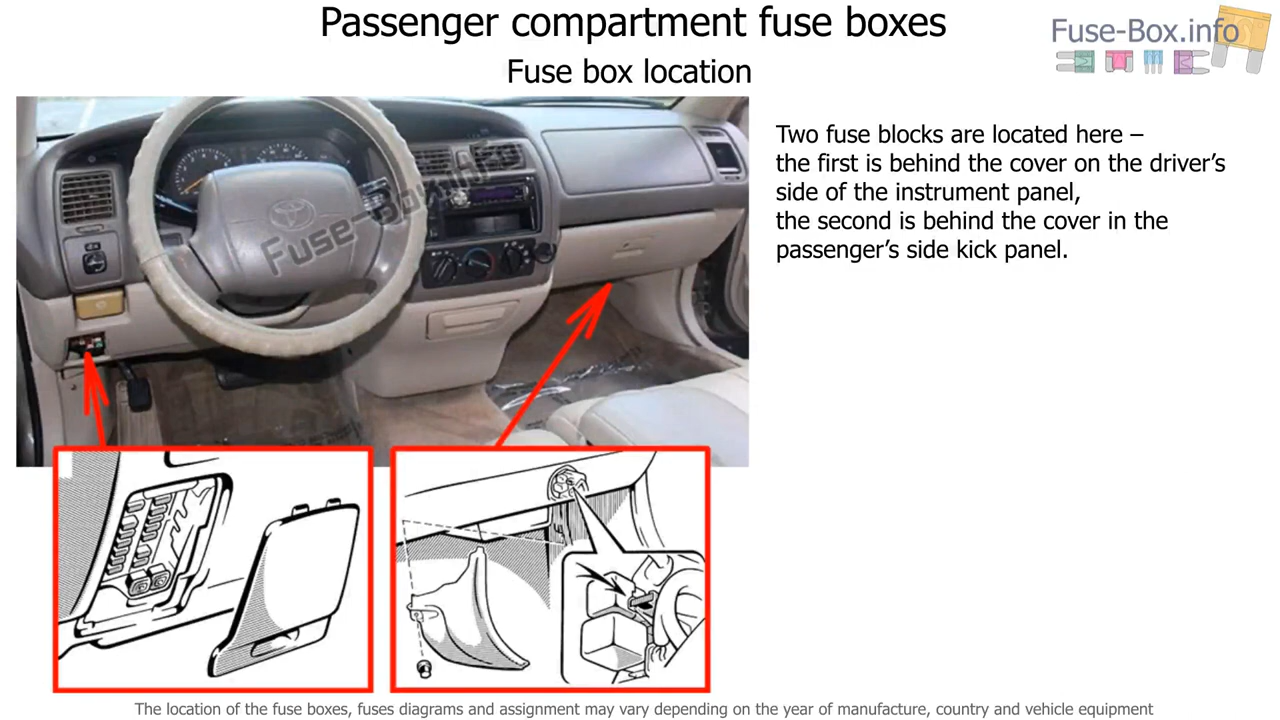 Passenger compartment fuse boxes
Fuse-Box.info
Fuse box location
Two fuse blocks are located here –
the first is behind the cover on the driver’s
side of the instrument panel,
the second is behind the cover in the
passenger’s side kick panel.
Fuse-Box.inFo
The location of the fuse boxes, fuses diagrams and assignment may vary depending on the year of manufacture, country and vehicle equipment